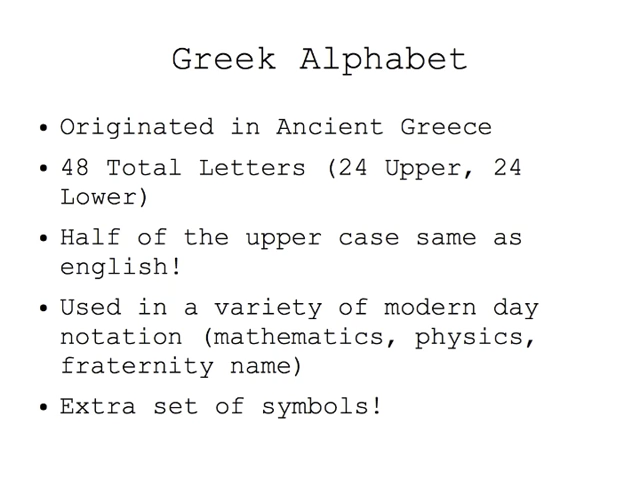 Greek Alphabet
• Originated in Ancient Greece
• 48 Total Letters (24 Upper, 24
Lower)
• Half of the upper case same as
english!
• Used in a variety of modern day
notation (mathematics, physics,
fraternity name)
• Extra set of symbols!